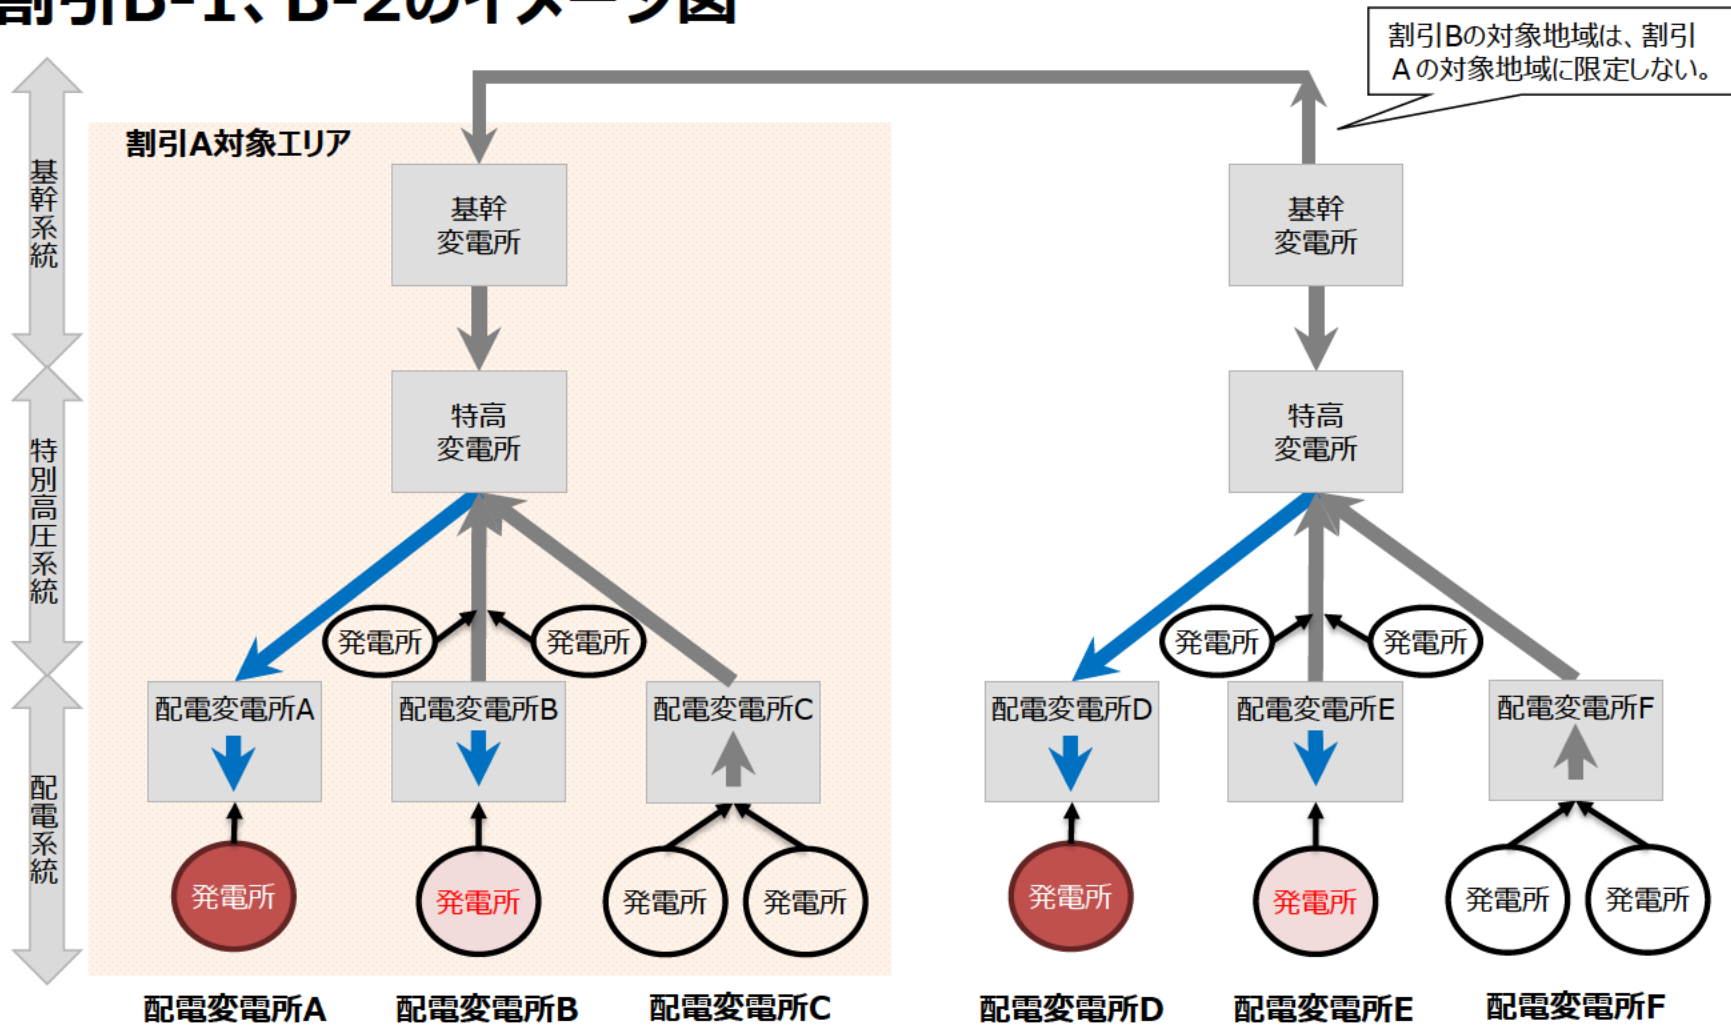 割引B-1、B-2のイメージ図
割引Bの対象地域は、割引
Aの対象地域に限定しない。
割引A対象エリア
基幹系統
特別高圧系統
配電系統
基幹
変電所
基幹
変電所
特高
変電所
特高
変電所
発電所
発電所
発電所
発電所
配電変電所A
配電変電所B
配電変電所C
配電変電所D
配電変電所E
配電変電所F
発電所
発電所
発電所
発電所
発電所
発電所
発電所
発電所
配電変電所A
配電変電所B
配電変電所C
配電変電所D
配電変電所E
配電変電所F